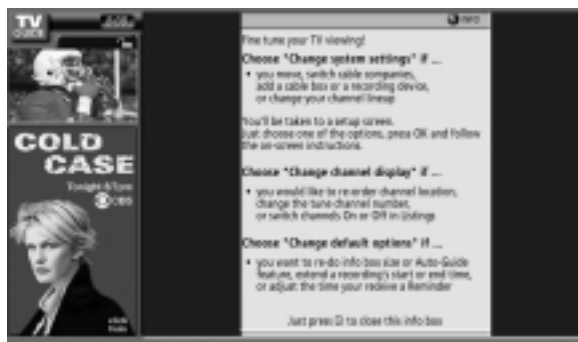 TV
GUIDE
INFO
Fine tune your TV viewing!
Choose "Change system settings" if ...
• you move, switch cable companies,
add a cable box or a recording device,
or change your channel lineup
You'll be taken to a setup screen.
Just choose one of the options, press OK and follow
the on-screen instructions.
Choose "Change channel display" if ...
• you would like to re-order channel location,
change the tune channel number,
or switch channels On or Off in Listings
Choose "Change default options" if ...
• you want to re-do info box size or Auto-Guide
feature, extend a recording's start or end time,
or adjust the time your receive a Reminder
Just press to close this info box
COLD
CASE
Tonight 8/7pm
CBS